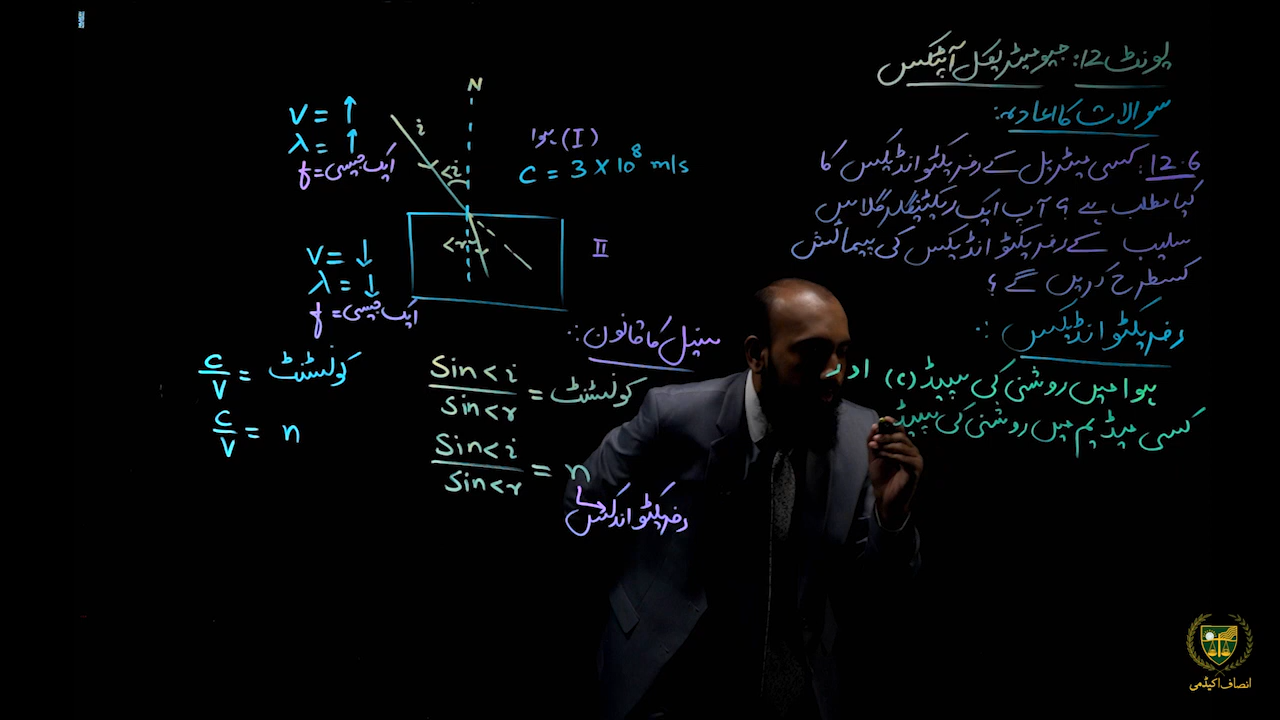 یونٹ 12: جیومیٹریکل آپٹکس
سوالات کا اعادہ:
12.6: کسی میٹریل کے رفریکٹو انڈیکس کا
کیا مطلب ہے؟ آپ ایک ریکٹینگلر گلاس
سلیب کے رفریکٹو انڈیکس کی پیمائش
کسطرح کریں گے؟
رفریکٹو انڈیکس:
ہوا میں روشنی کی سپیڈ (c) اور
کسی میڈیم میں روشنی کی سپیڈ
N
i
<i
<r
(I) ہوا
c = 3 × 10⁸ m/s
II
v = ↑
λ = ↑
f = ایک جیسی
v = ↓
λ = ↓
f = ایک جیسی
سنیل کا قانون:
Sin<i / Sin<r = کونسٹنٹ
Sin<i / Sin<r = n
رفریکٹو انڈکس
c / v = کونسٹنٹ
c / v = n
انصاف اکیڈمی